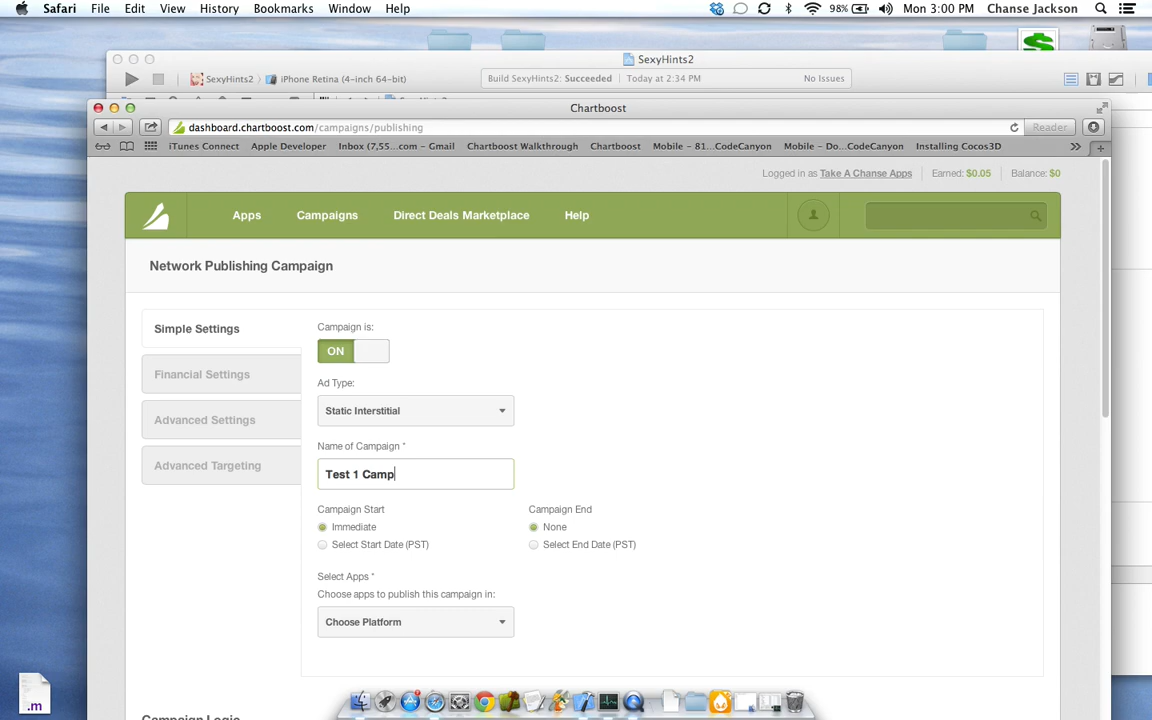 Safari File Edit View History Bookmarks Window Help 98% Mon 3:00 PM Chanse Jackson
SexyHints2
SexyHints2 iPhone Retina (4-inch 64-bit) Build SexyHints2: Succeeded Today at 2:34 PM No Issues
Chartboost
dashboard.chartboost.com/campaigns/publishing Reader
iTunes Connect Apple Developer Inbox (7,55...com – Gmail Chartboost Walkthrough Chartboost Mobile – 81...CodeCanyon Mobile – Do...CodeCanyon Installing Cocos3D
Logged in as Take A Chanse Apps Earned: $0.05 Balance: $0
Apps Campaigns Direct Deals Marketplace Help
Network Publishing Campaign
Simple Settings
Financial Settings
Advanced Settings
Advanced Targeting
Campaign is:
ON
Ad Type:
Static Interstitial
Name of Campaign *
Test 1 Camp
Campaign Start
Immediate
Select Start Date (PST)
Campaign End
None
Select End Date (PST)
Select Apps *
Choose apps to publish this campaign in:
Choose Platform
.m
Campaign Logic